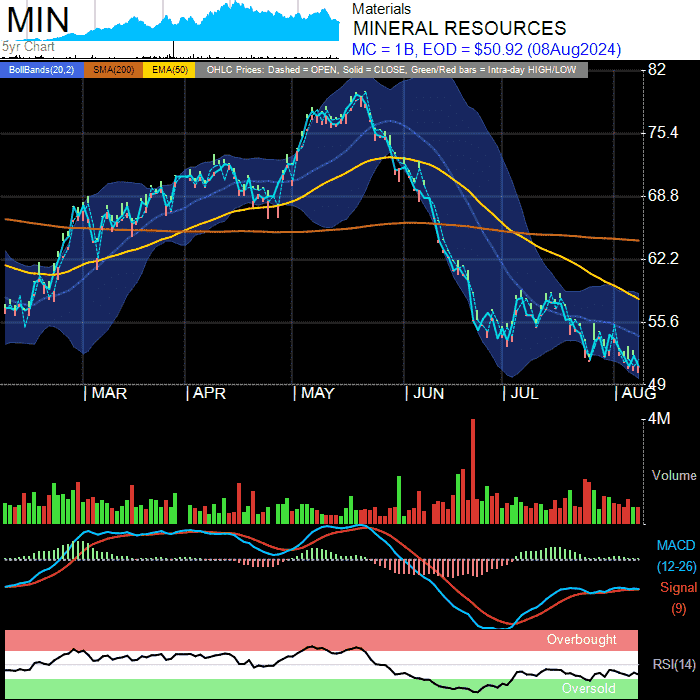 MIN
5yr Chart
Materials
MINERAL RESOURCES
MC = 1B, EOD = $50.92 (08Aug2024)
BollBands(20,2) SMA(200) EMA(50) OHLC Prices: Dashed = OPEN, Solid = CLOSE, Green/Red bars = Intra-day HIGH/LOW
82
75.4
68.8
62.2
55.6
49
| MAR | APR | MAY | JUN | JUL | AUG
4M
Volume
MACD
(12-26)
Signal
(9)
Overbought
RSI(14)
Oversold